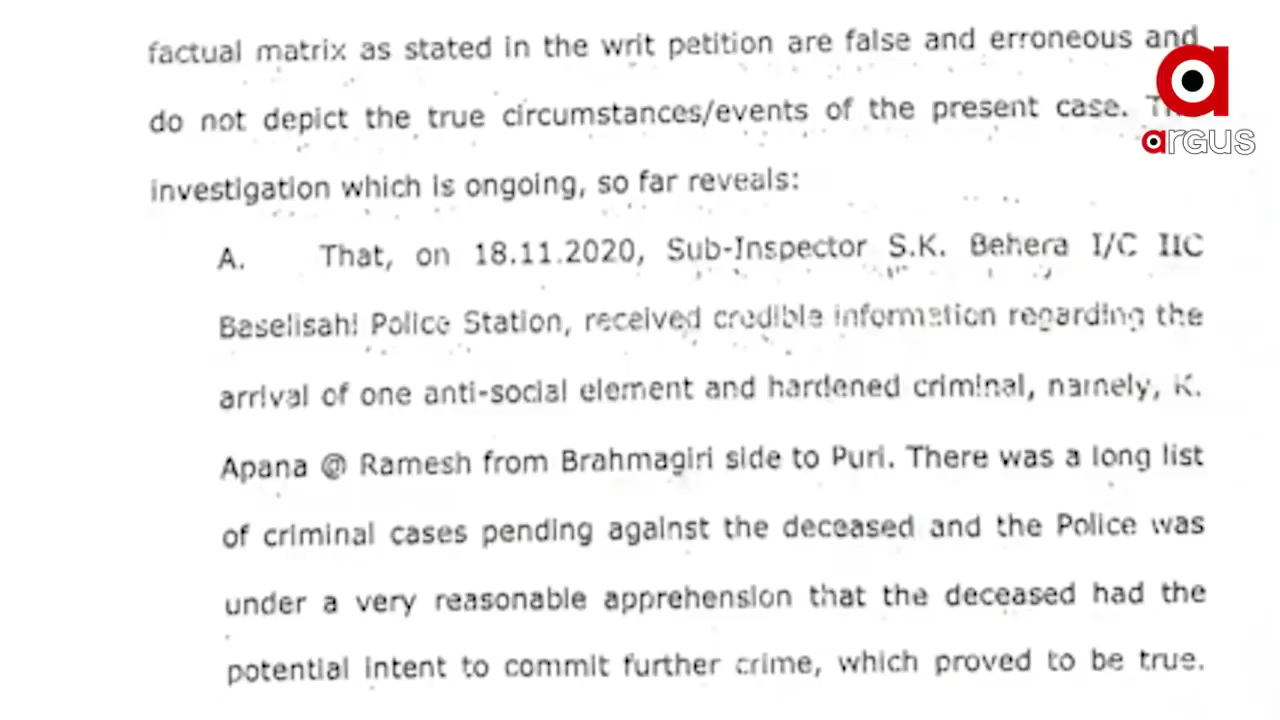 factual matrix as stated in the writ petition are false and erroneous and
do not depict the true circumstances/events of the present case.
investigation which is ongoing, so far reveals:
A. That, on 18.11.2020, Sub-Inspector S.K. Behera I/C IIC
Baselisahi Police Station, received credible information regarding the
arrival of one anti-social element and hardened criminal, namely, K.
Apana @ Ramesh from Brahmagiri side to Puri. There was a long list
of criminal cases pending against the deceased and the Police was
under a very reasonable apprehension that the deceased had the
potential intent to commit further crime, which proved to be true.
a
argus